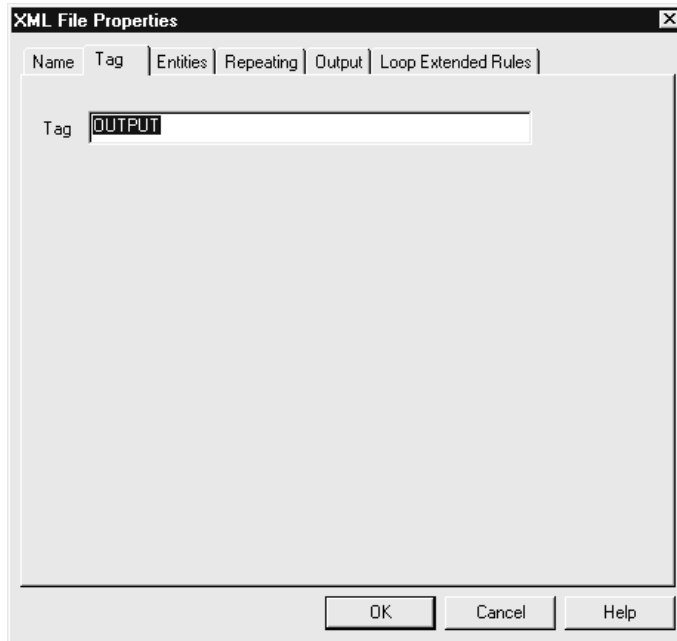 XML File Properties
Name Tag Entities Repeating Output Loop Extended Rules
Tag OUTPUT
OK Cancel Help